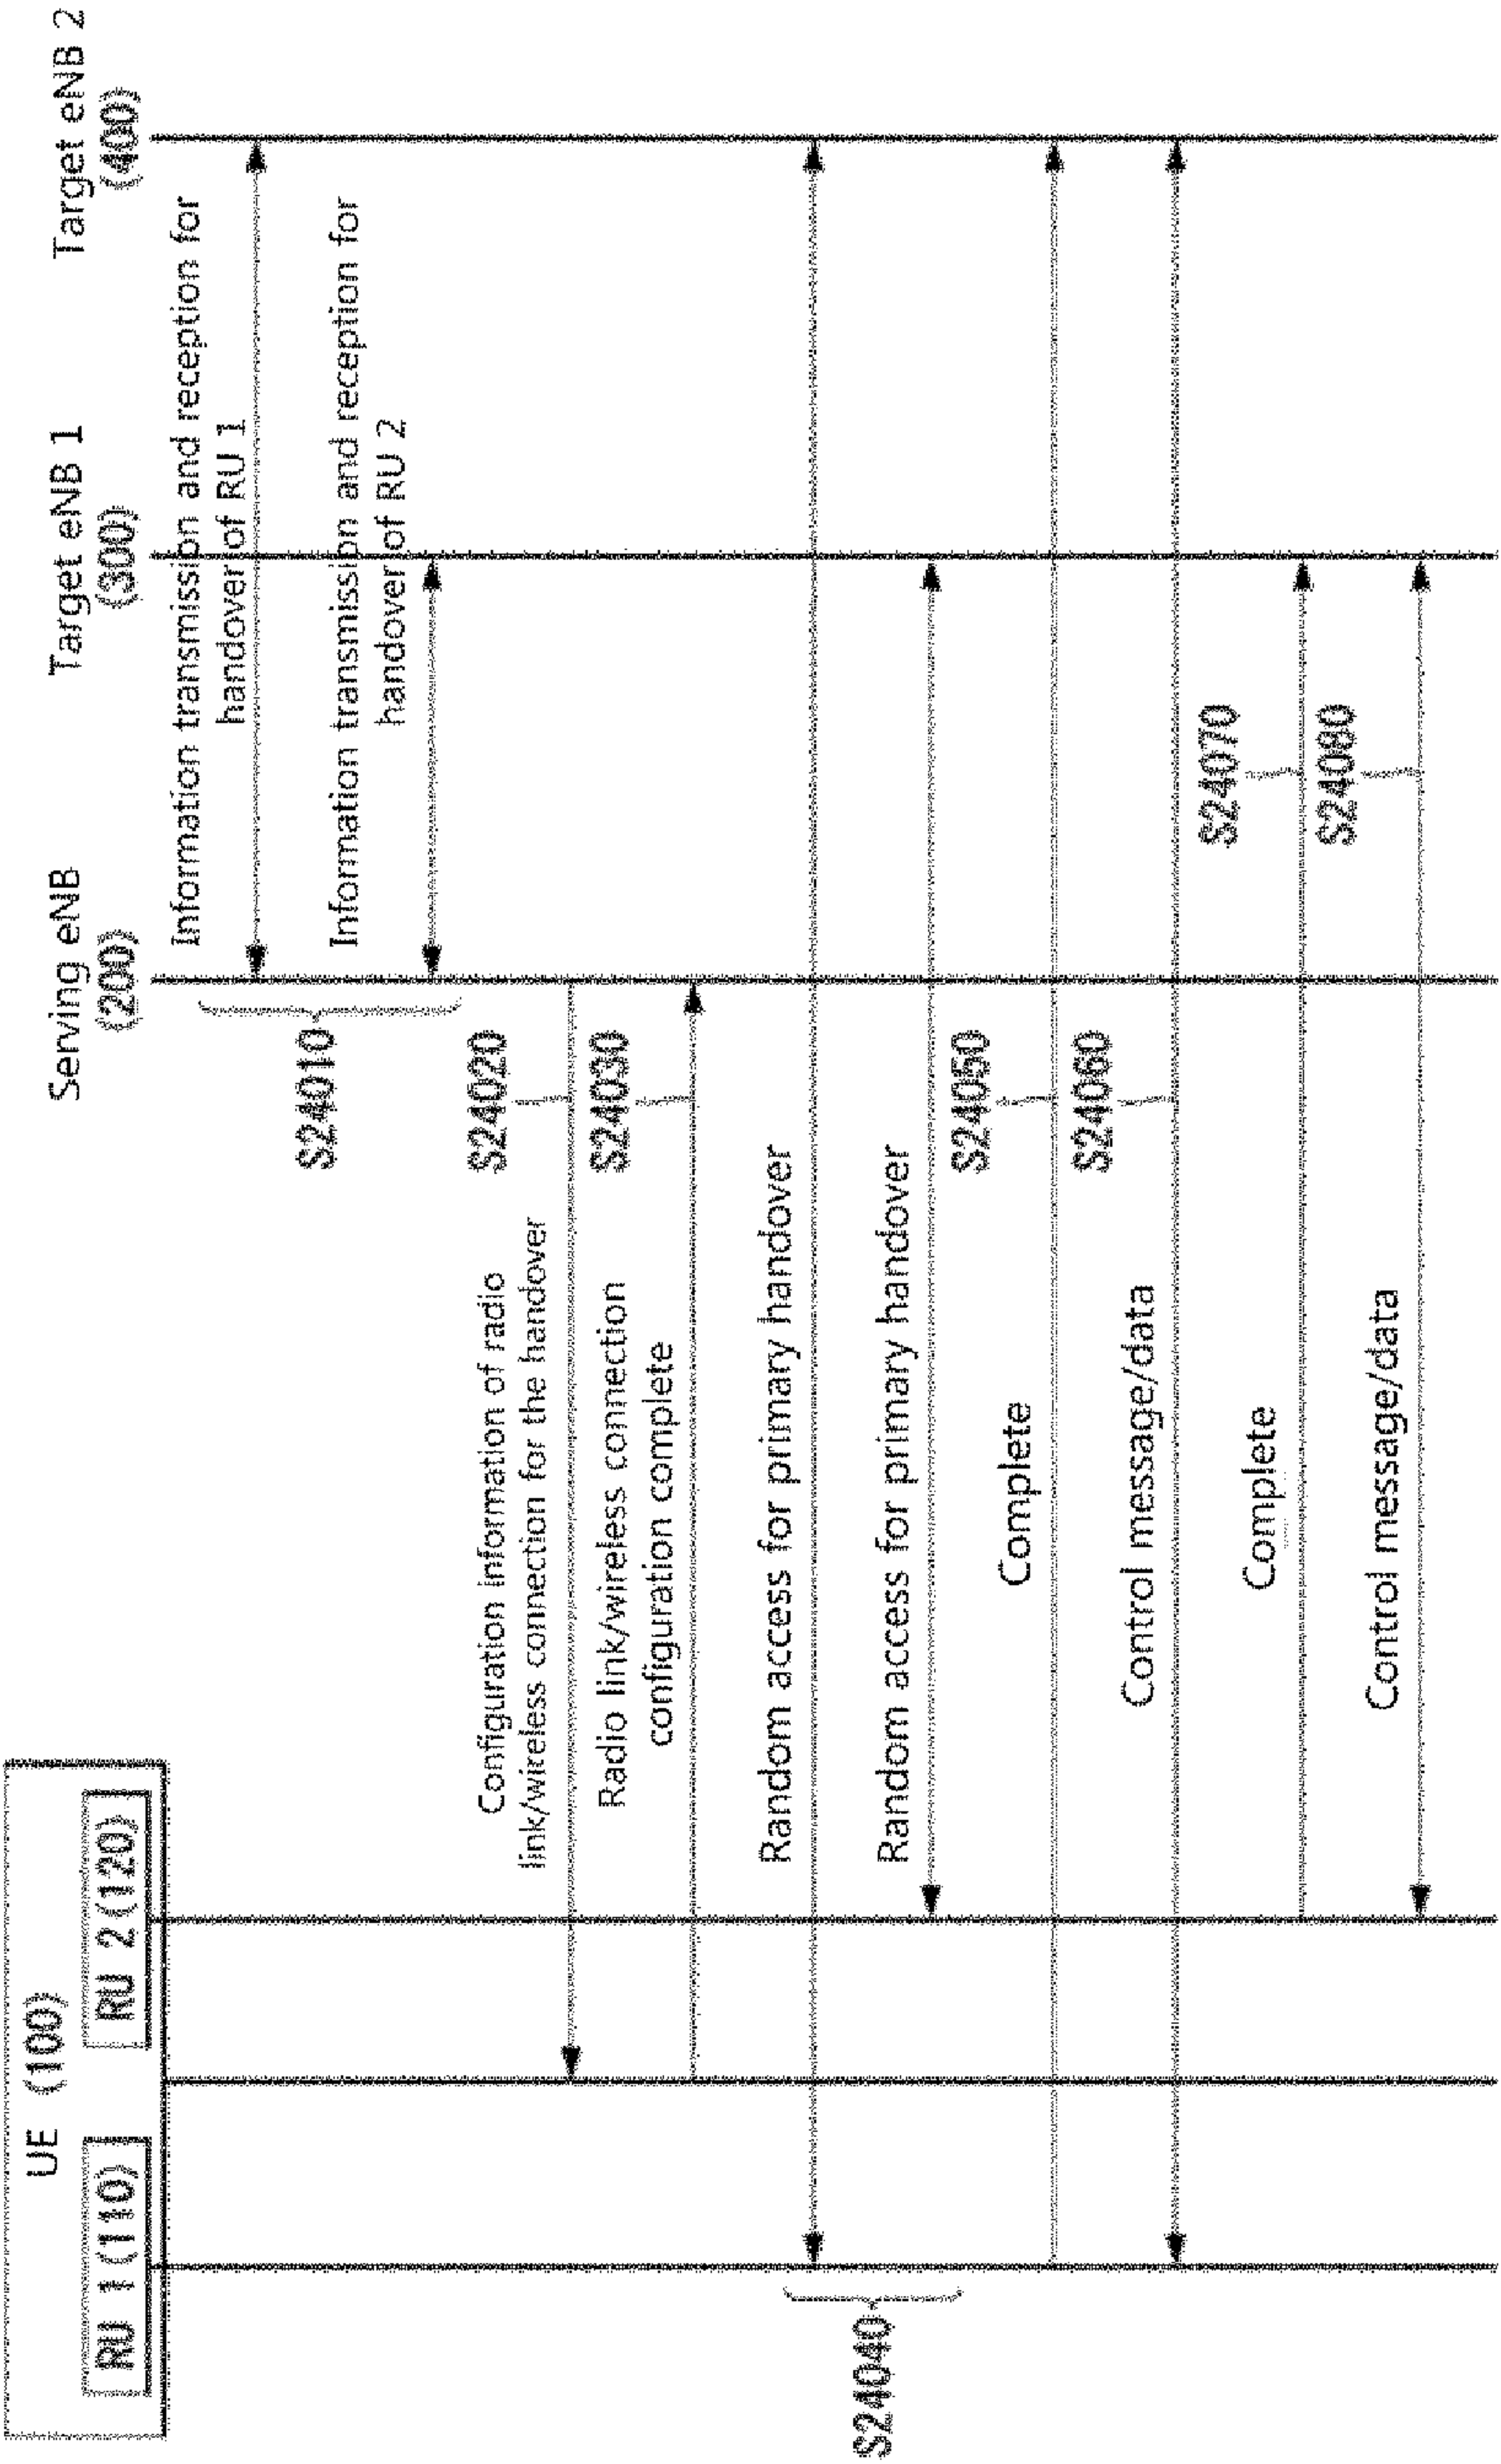 UE (100)
RU 1(110)
RU 2(120)
Serving eNB
(200)
Target eNB 1
(300)
Target eNB 2
(400)
Information transmission and reception for
handover of RU 1
S24010
Information transmission and reception for
handover of RU 2
S24020
Configuration information of radio
link/wireless connection for the handover
S24030
Radio link/wireless connection
configuration complete
S24040
Random access for primary handover
Random access for primary handover
S24050
Complete
S24060
Control message/data
S24070
Complete
S24080
Control message/data